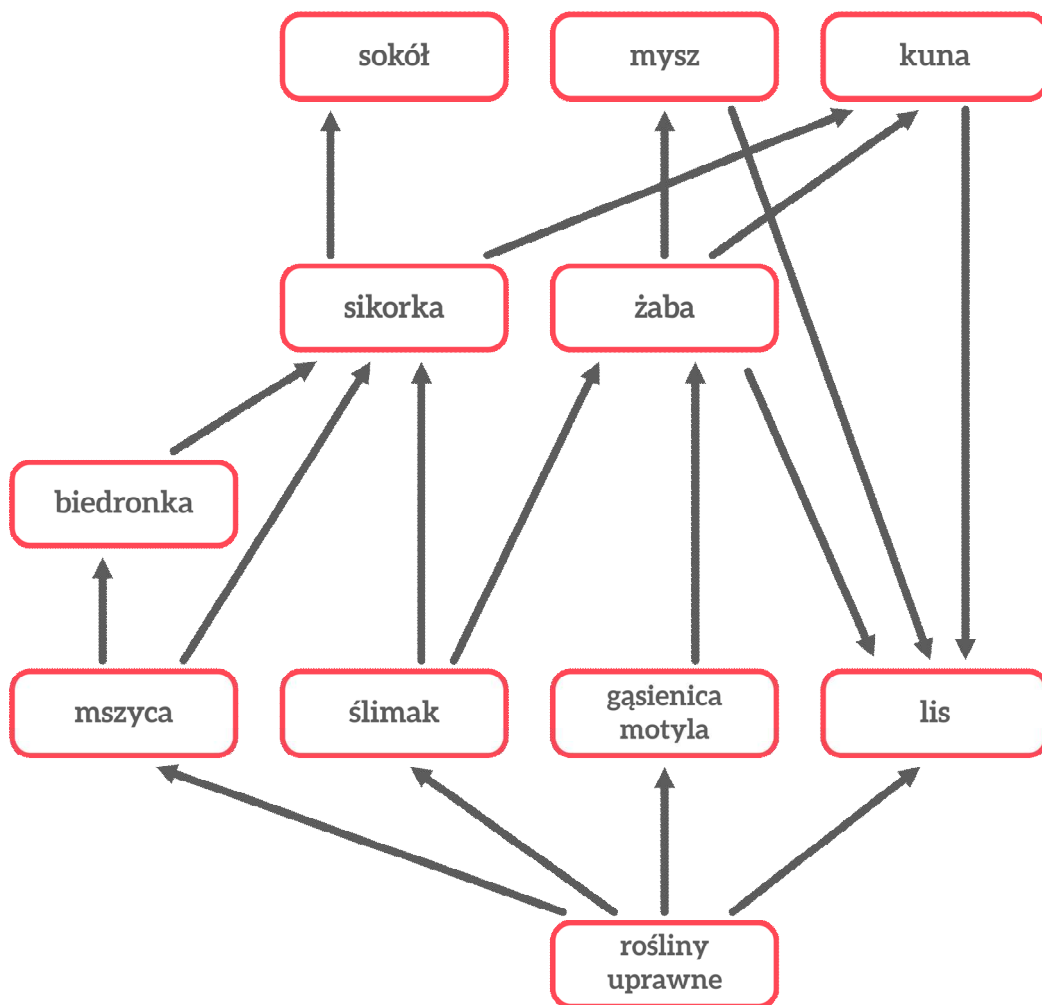 sokół
mysz
kuna
sikorka
żaba
biedronka
mszyca
ślimak
gąsienica
motyla
lis
rośliny
uprawne